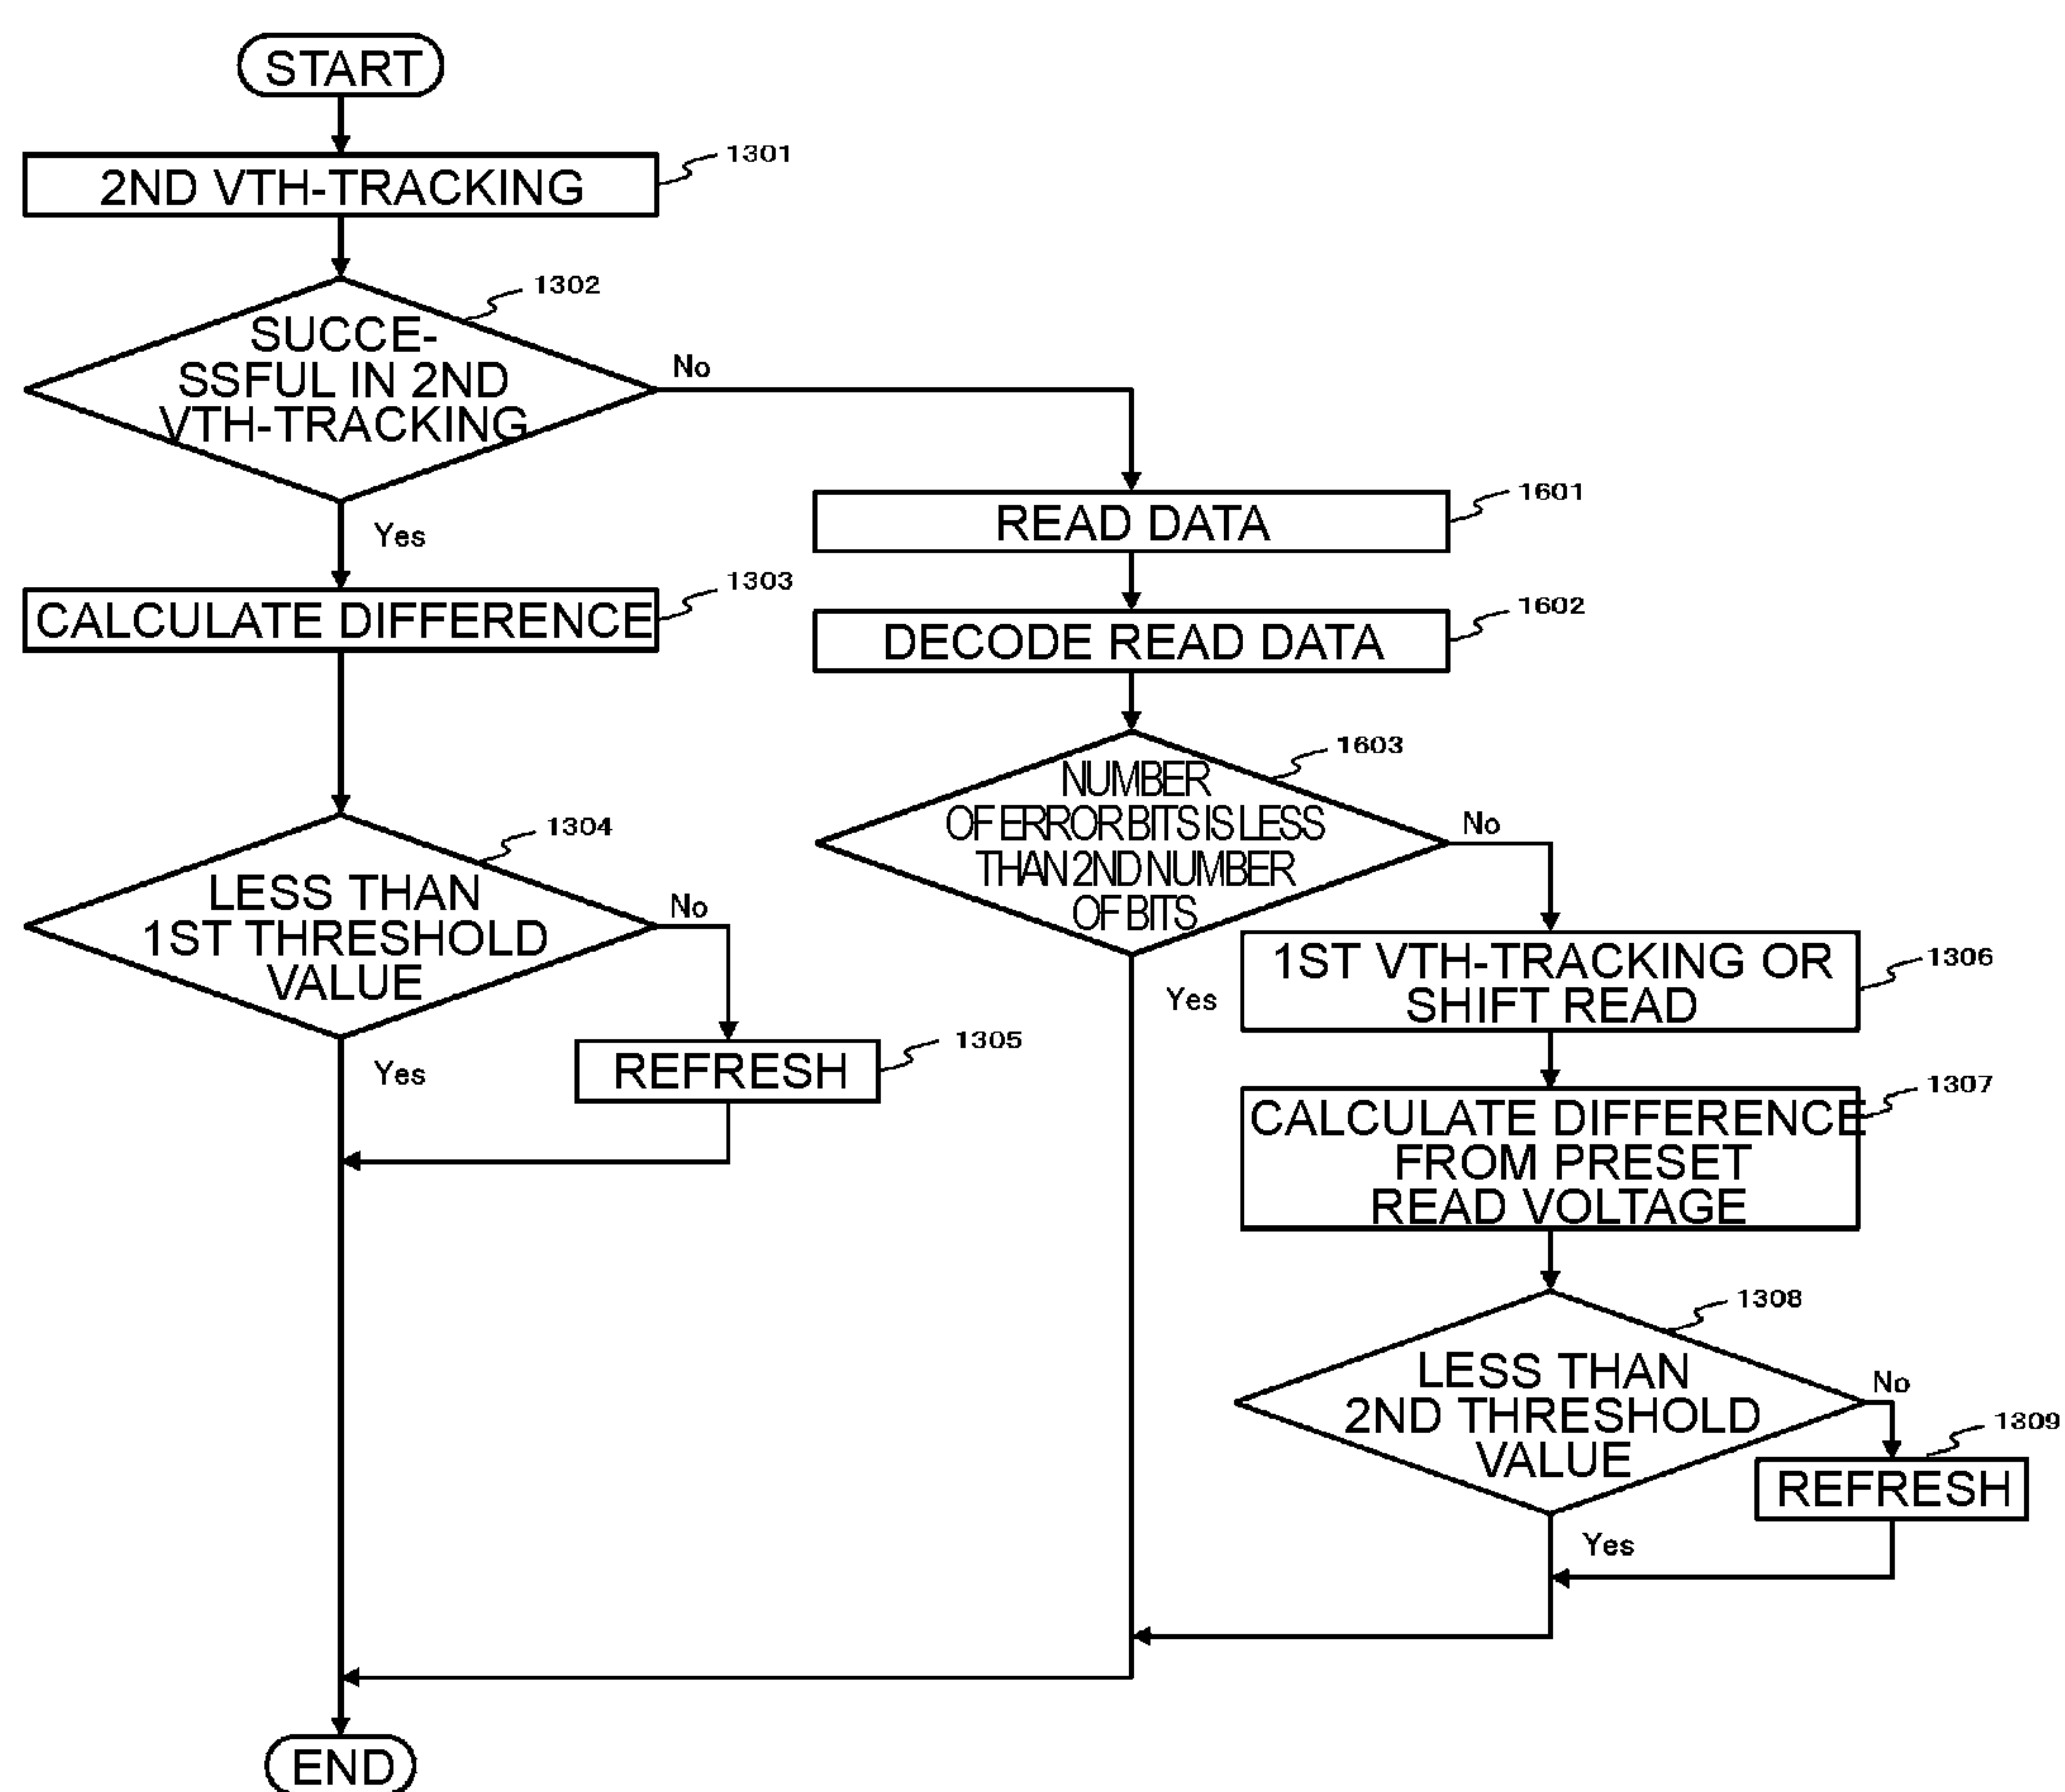 START
2ND VTH-TRACKING
1301
1302
SUCCE-
SSFUL IN 2ND
VTH-TRACKING
No
Yes
CALCULATE DIFFERENCE
1303
1304
LESS THAN
1ST THRESHOLD
VALUE
No
Yes
REFRESH
1305
READ DATA
1601
DECODE READ DATA
1602
1603
NUMBER
OF ERROR BITS IS LESS
THAN 2ND NUMBER
OF BITS
No
Yes
1ST VTH-TRACKING OR
SHIFT READ
1306
CALCULATE DIFFERENCE
FROM PRESET
READ VOLTAGE
1307
1308
LESS THAN
2ND THRESHOLD
VALUE
No
Yes
1309
REFRESH
END